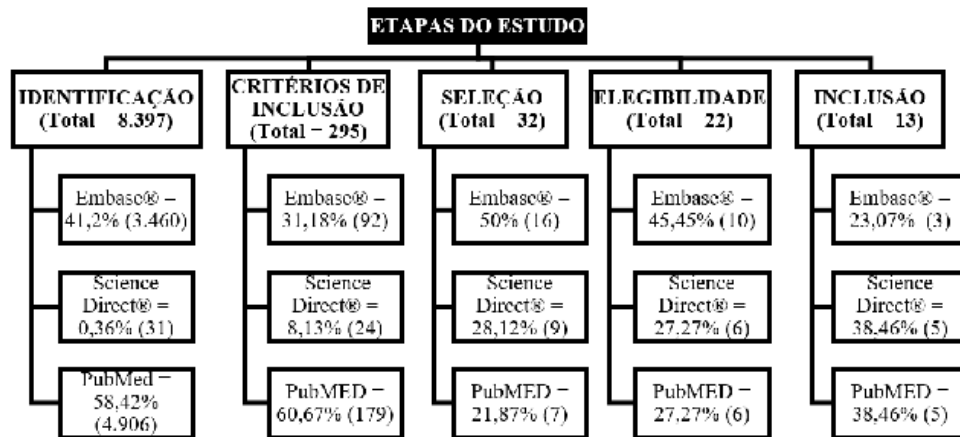 ETAPAS DO ESTUDO
IDENTIFICAÇÃO
(Total 8.397)
Embase® =
41,2% (3.460)
Science
Direct® =
0,36% (31)
PubMed =
58,42%
(4.906)
CRITÉRIOS DE
INCLUSÃO
(Total = 295)
Embase® =
31,18% (92)
Science
Direct® =
8,13% (24)
PubMED =
60,67% (179)
SELEÇÃO
(Total 32)
Embase® =
50% (16)
Science
Direct® =
28,12% (9)
PubMED =
21,87% (7)
ELEGIBILIDADE
(Total 22)
Embase® =
45,45% (10)
Science
Direct® =
27,27% (6)
PubMED =
27,27% (6)
INCLUSÃO
(Total 13)
Embase® =
23,07% (3)
Science
Direct® =
38,46% (5)
PubMED =
38,46% (5)